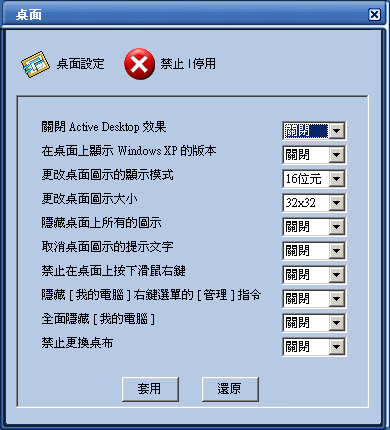 桌面
桌面設定 禁止 | 停用
關閉 Active Desktop 效果 關閉
在桌面上顯示 Windows XP 的版本 關閉
更改桌面圖示的顯示模式 16位元
更改桌面圖示大小 32x32
隱藏桌面上所有的圖示 關閉
取消桌面圖示的提示文字 關閉
禁止在桌面上按下滑鼠右鍵 關閉
隱藏 [ 我的電腦 ] 右鍵選單的 [ 管理 ] 指令 關閉
全面隱藏 [ 我的電腦 ] 關閉
禁止更換桌布 關閉
套用 還原